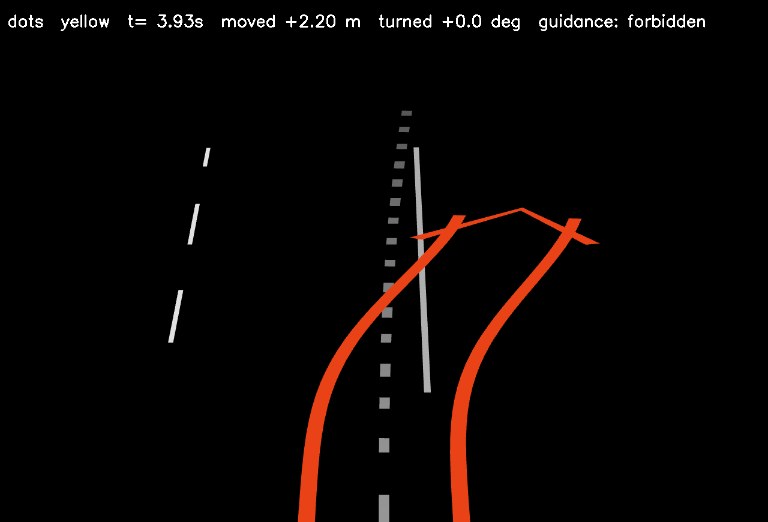 dots yellow t= 3.93s moved +2.20 m turned +0.0 deg guidance: forbidden